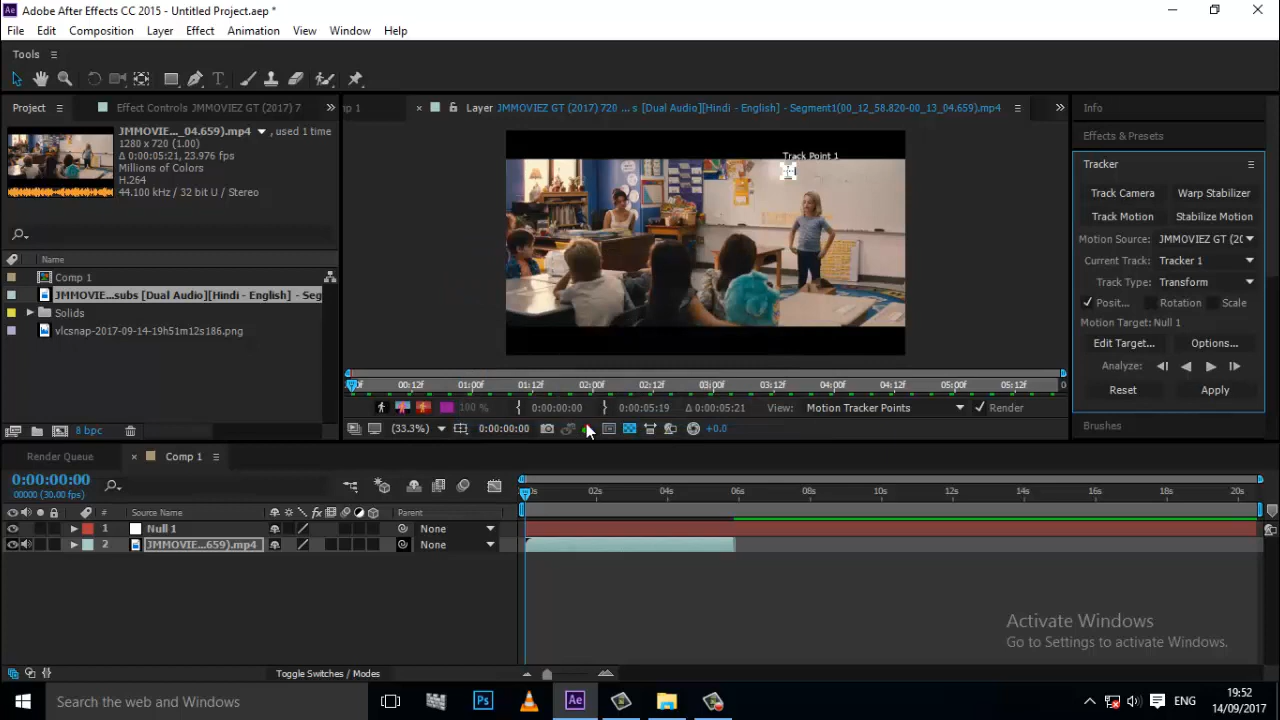 Adobe After Effects CC 2015 - Untitled Project.aep *
File Edit Composition Layer Effect Animation View Window Help
Tools
Project
Effect Controls JMMOVIEZ GT (2017) 7
Layer JMMOVIEZ GT (2017) 720 ... s [Dual Audio][Hindi - English] - Segment1(00_12_58.820-00_13_04.659).mp4
Info
JMMOVIE..._04.659).mp4 , used 1 time
1280 x 720 (1.00)
Δ 0:00:05:21, 23.976 fps
Millions of Colors
H.264
44.100 kHz / 32 bit U / Stereo
Effects & Presets
Track Point 1
Tracker
Track Camera Warp Stabilizer
Track Motion Stabilize Motion
Motion Source: JMMOVIEZ GT (20
Current Track: Tracker 1
Track Type: Transform
Posit... Rotation Scale
Motion Target: Null 1
Edit Target... Options...
Analyze:
Reset Apply
Brushes
Name
Comp 1
JMMOVIE...subs [Dual Audio][Hindi - English] - Seg
Solids
vlcsnap-2017-09-14-19h51m12s186.png
8 bpc
00:12f 01:00f 01:12f 02:00f 02:12f 03:00f 03:12f 04:00f 04:12f 05:00f 05:12f
100 % 0:00:00:00 0:00:05:19 Δ 0:00:05:21 View: Motion Tracker Points Render
(33.3%) 0:00:00:00 +0.0
Render Queue Comp 1
0:00:00:00
00000 (30.00 fps)
02s 04s 06s 08s 10s 12s 14s 16s 18s 20s
# Source Name Parent
1 Null 1 None
2 JMMOVIE...659).mp4 None
Activate Windows
Go to Settings to activate Windows.
Toggle Switches / Modes
Search the web and Windows
Ps
Ae
ENG
19:52
14/09/2017